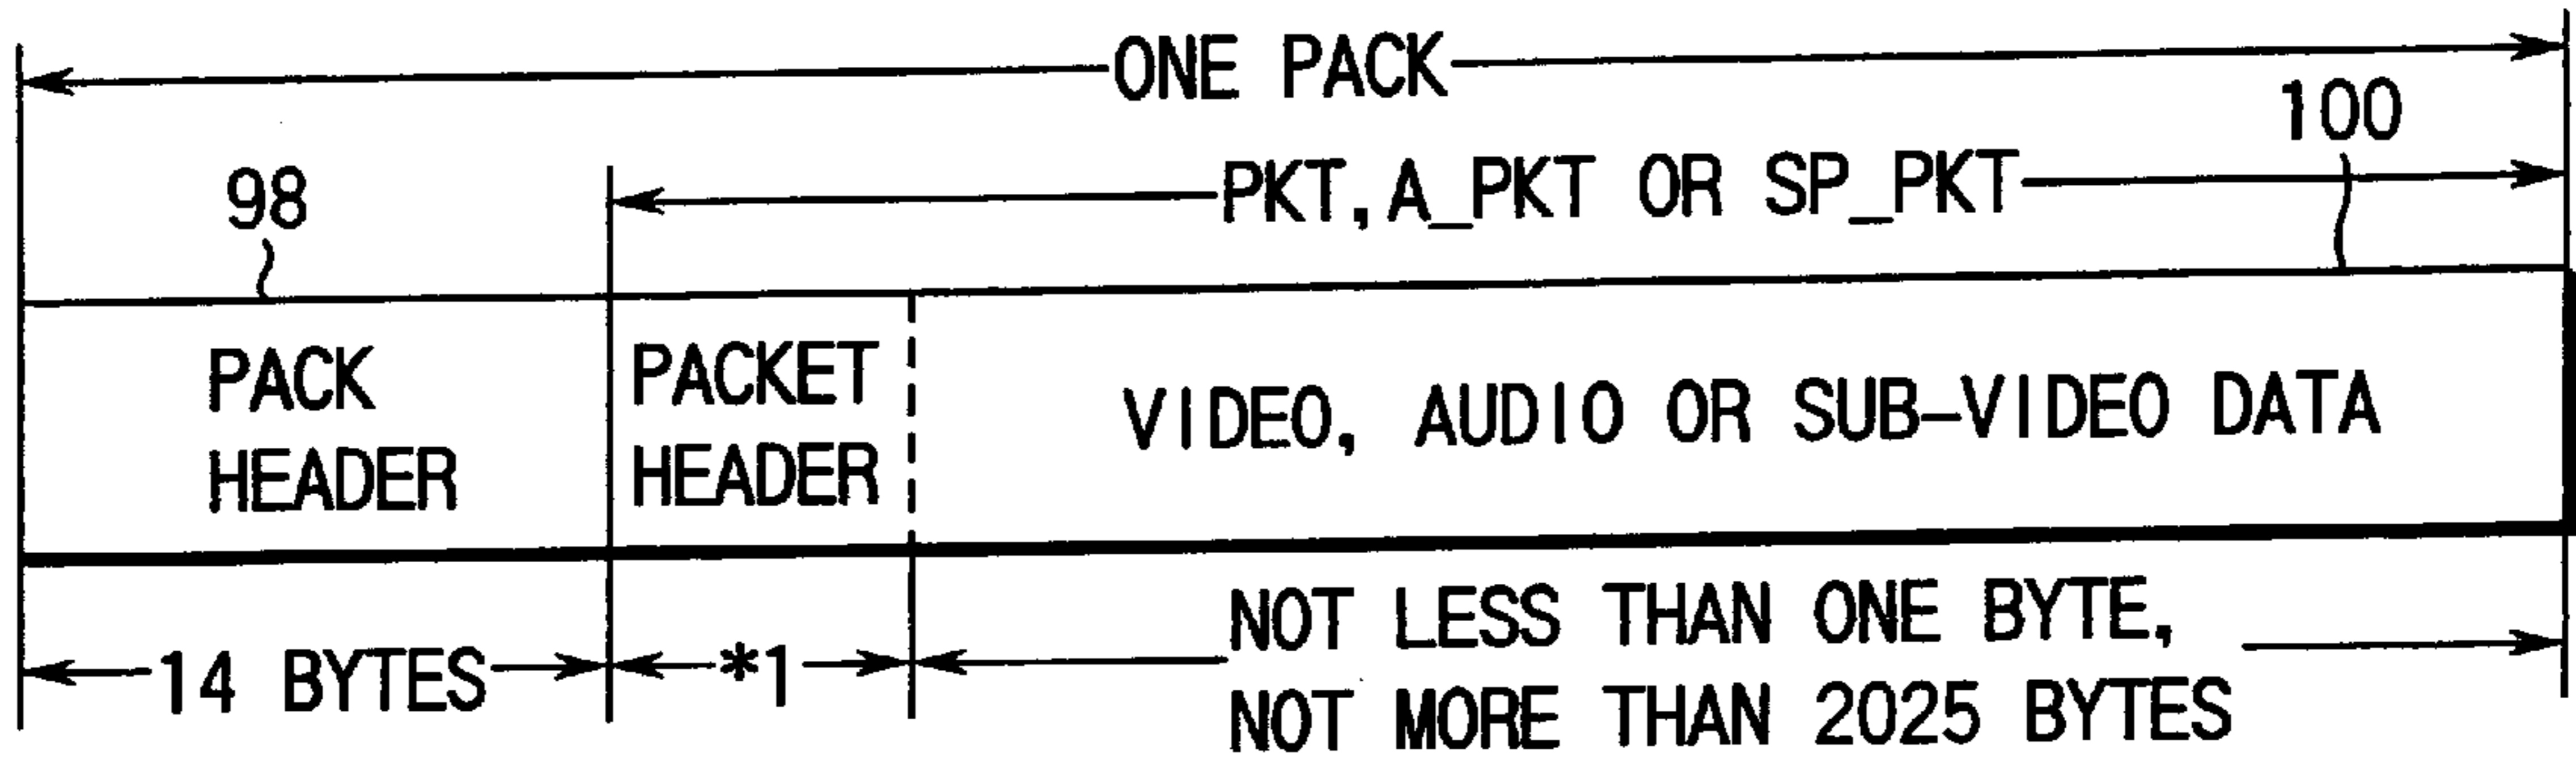 ONE PACK
100
PKT, A_PKT OR SP_PKT
98
PACK
HEADER
PACKET
HEADER
VIDEO, AUDIO OR SUB-VIDEO DATA
14 BYTES
*1
NOT LESS THAN ONE BYTE,
NOT MORE THAN 2025 BYTES